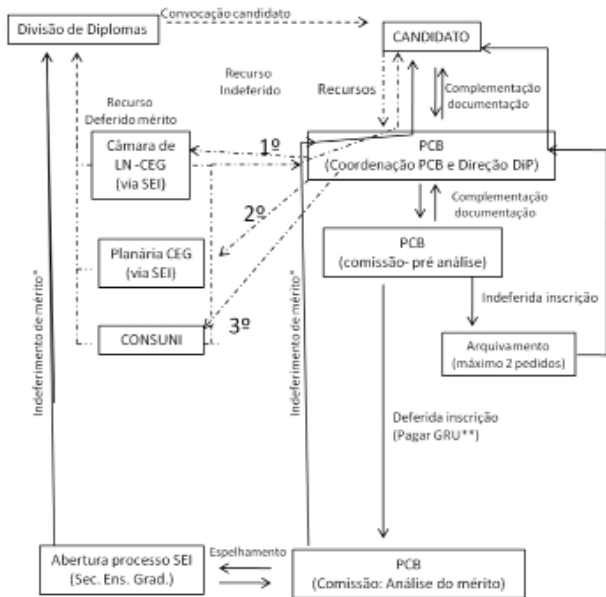 Divisão de Diplomas
Convocação candidato
CANDIDATO
Recurso
Indeferido
Recursos
Complementação
documentação
Recurso
Deferido mérito
Câmara de
LN -CEG
(via SEI)
1º
PCB
(Coordenação PCB e Direção DiP)
2º
Complementação
documentação
Planária CEG
(via SEI)
PCB
(comissão- pré análise)
Indeferida inscrição
CONSUNI
3º
Arquivamento
(máximo 2 pedidos)
Indeferimento de mérito*
Indeferimento de mérito*
Deferida inscrição
(Pagar GRU**)
Abertura processo SEI
(Sec. Ens. Grad.)
Espelhamento
PCB
(Comissão: Análise do mérito)